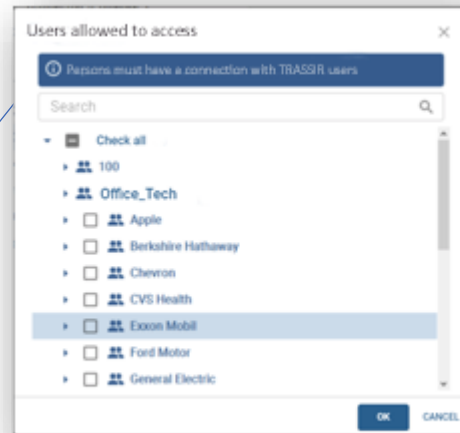 Users allowed to access
Persons must have a connection with TRASSIR users
Search
Check all
100
Office_Tech
Apple
Berkshire Hathaway
Chevron
CVS Health
Exxon Mobil
Ford Motor
General Electric
OK CANCEL